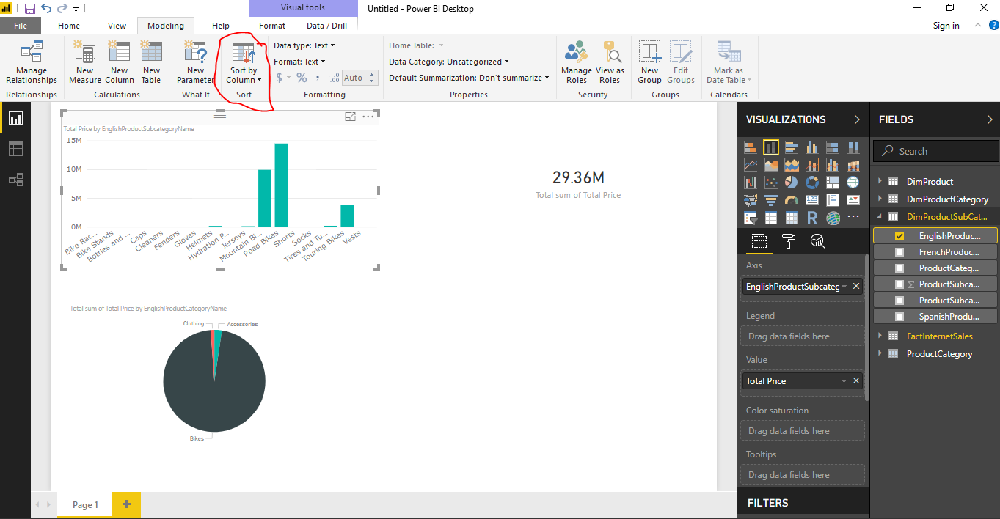 Visual tools
Untitled - Power BI Desktop
File Home View Modeling Help Format Data / Drill Sign in
Manage Relationships
Relationships
New Measure
New Column
New Table
Calculations
New Parameter
What If
Sort by Column
Sort
Data type: Text
Format: Text
$ % , .00 Auto
Formatting
Home Table:
Data Category: Uncategorized
Default Summarization: Don't summarize
Properties
Manage Roles
View as Roles
Security
New Group
Edit Groups
Groups
Mark as Date Table
Calendars
Total Price by EnglishProductSubcategoryName
15M
10M
5M
0M
Bike Rac...
Bike Stands
Bottles and ...
Caps
Cleaners
Fenders
Gloves
Helmets
Hydration P...
Jerseys
Mountain Bi...
Road Bikes
Shorts
Socks
Tires and Tu...
Touring Bikes
Vests
29.36M
Total sum of Total Price
Total sum of Total Price by EnglishProductCategoryName
Clothing
Accessories
Bikes
Page 1
VISUALIZATIONS
123
R
Axis
EnglishProductSubcateg
Legend
Drag data fields here
Value
Total Price
Color saturation
Drag data fields here
Tooltips
Drag data fields here
FILTERS
FIELDS
Search
DimProduct
DimProductCategory
DimProductSubCat...
EnglishProduc...
FrenchProduc...
ProductCateg...
Σ ProductSubca...
ProductSubca...
SpanishProdu...
FactInternetSales
ProductCategory